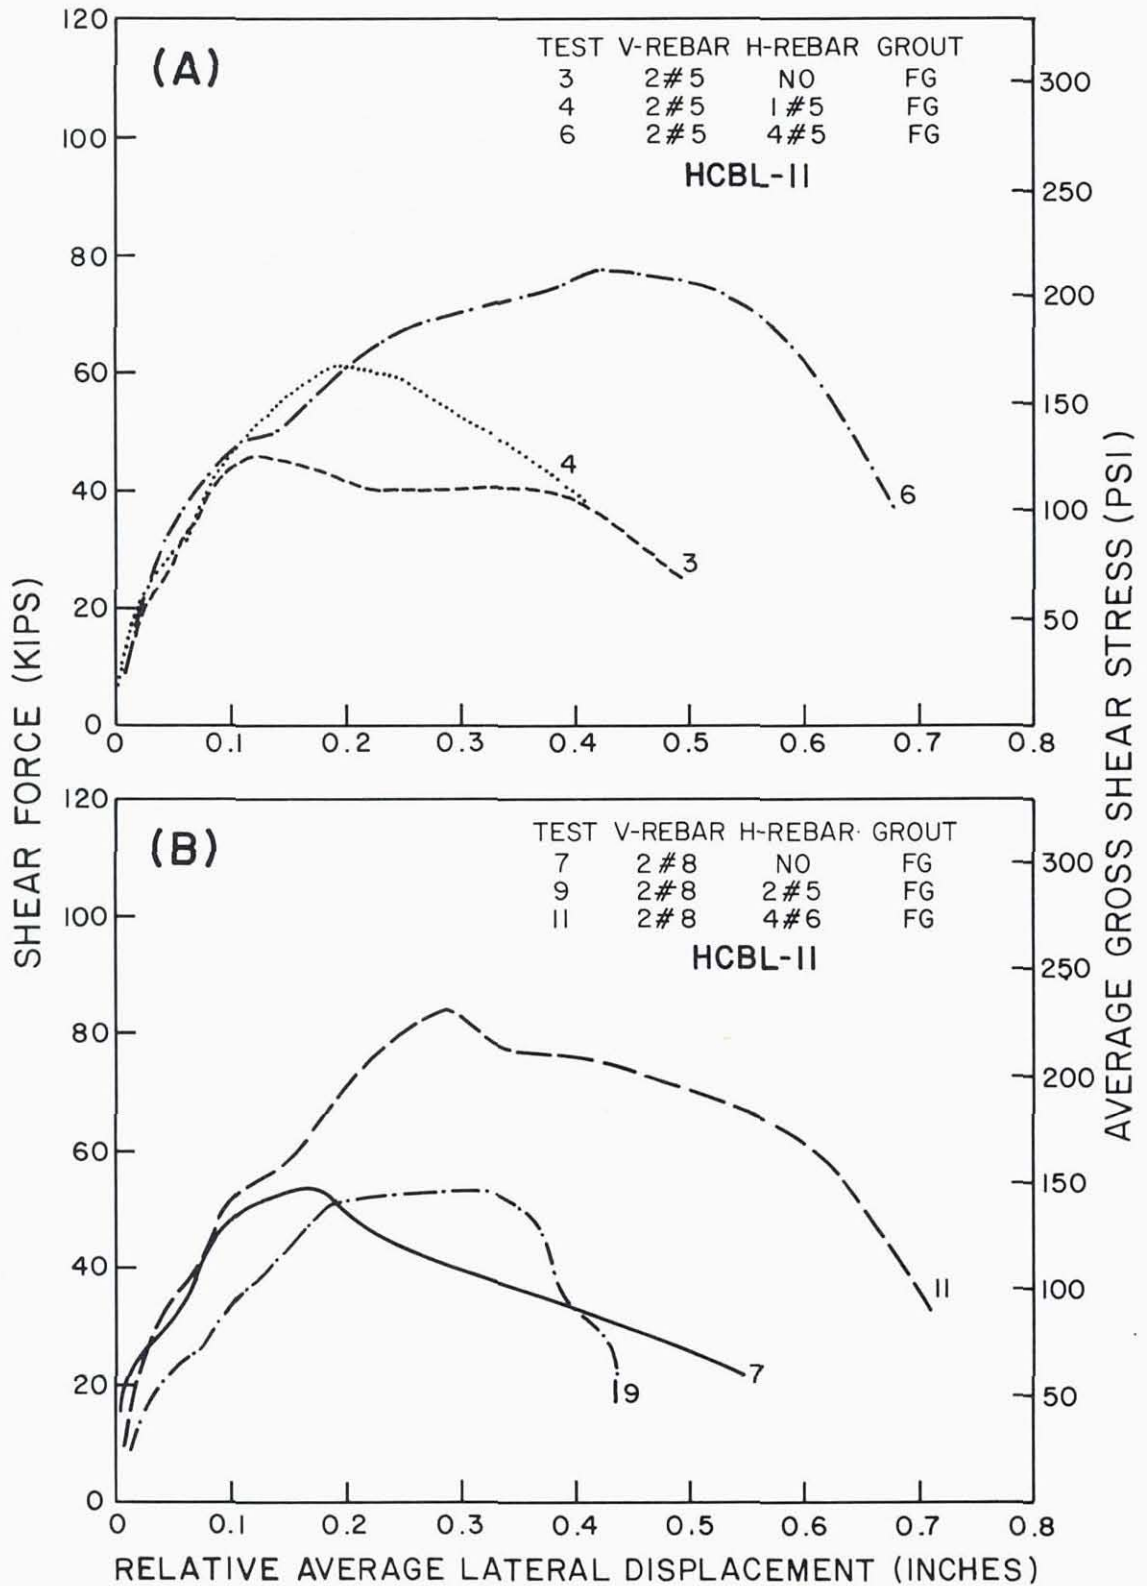 SHEAR FORCE (KIPS)
AVERAGE GROSS SHEAR STRESS (PSI)
(A)
TEST V-REBAR H-REBAR GROUT
3 2#5 NO FG
4 2#5 1#5 FG
6 2#5 4#5 FG
HCBL-11
120
100
80
60
40
20
0
300
250
200
150
100
50
4
3
6
0 0.1 0.2 0.3 0.4 0.5 0.6 0.7 0.8
(B)
TEST V-REBAR H-REBAR GROUT
7 2#8 NO FG
9 2#8 2#5 FG
11 2#8 4#6 FG
HCBL-11
120
100
80
60
40
20
0
300
250
200
150
100
50
11
7
9
0 0.1 0.2 0.3 0.4 0.5 0.6 0.7 0.8
RELATIVE AVERAGE LATERAL DISPLACEMENT (INCHES)